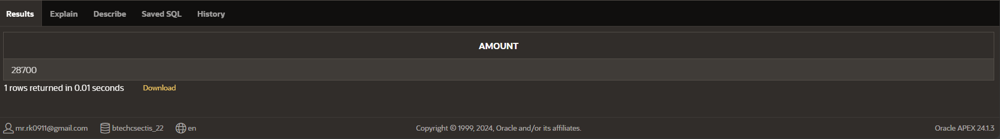 Results Explain Describe Saved SQL History
AMOUNT
28700
1 rows returned in 0.01 seconds Download
mr.rk0911@gmail.com btechcsectis_22 en Copyright © 1999, 2024, Oracle and/or its affiliates. Oracle APEX 24.1.3